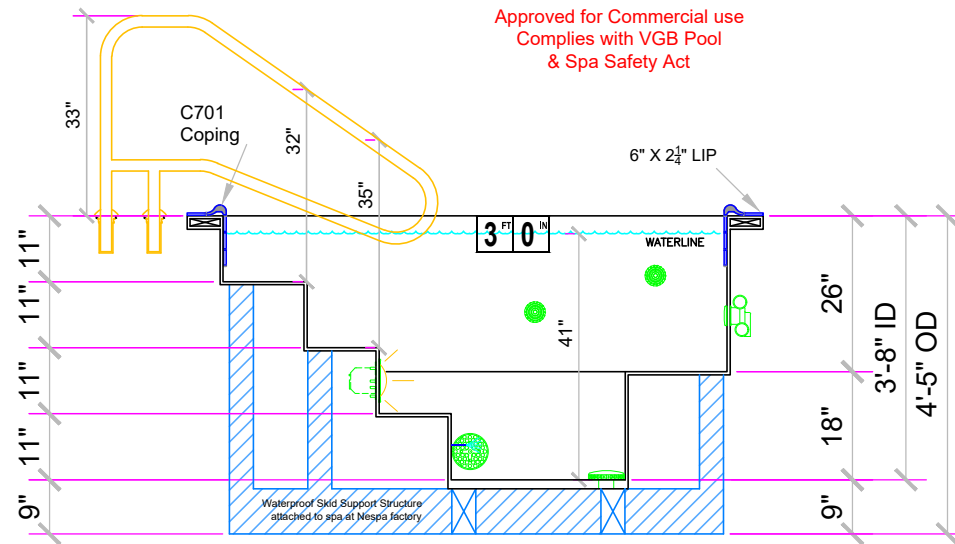 Approved for Commercial use
Complies with VGB Pool
& Spa Safety Act
33"
C701
Coping
32"
35"
6" X 2¼" LIP
3 FT 0 IN
WATERLINE
11"
11"
11"
11"
9"
41"
26"
18"
9"
3'-8" ID
4'-5" OD
Waterproof Skid Support Structure
attached to spa at Nespa factory